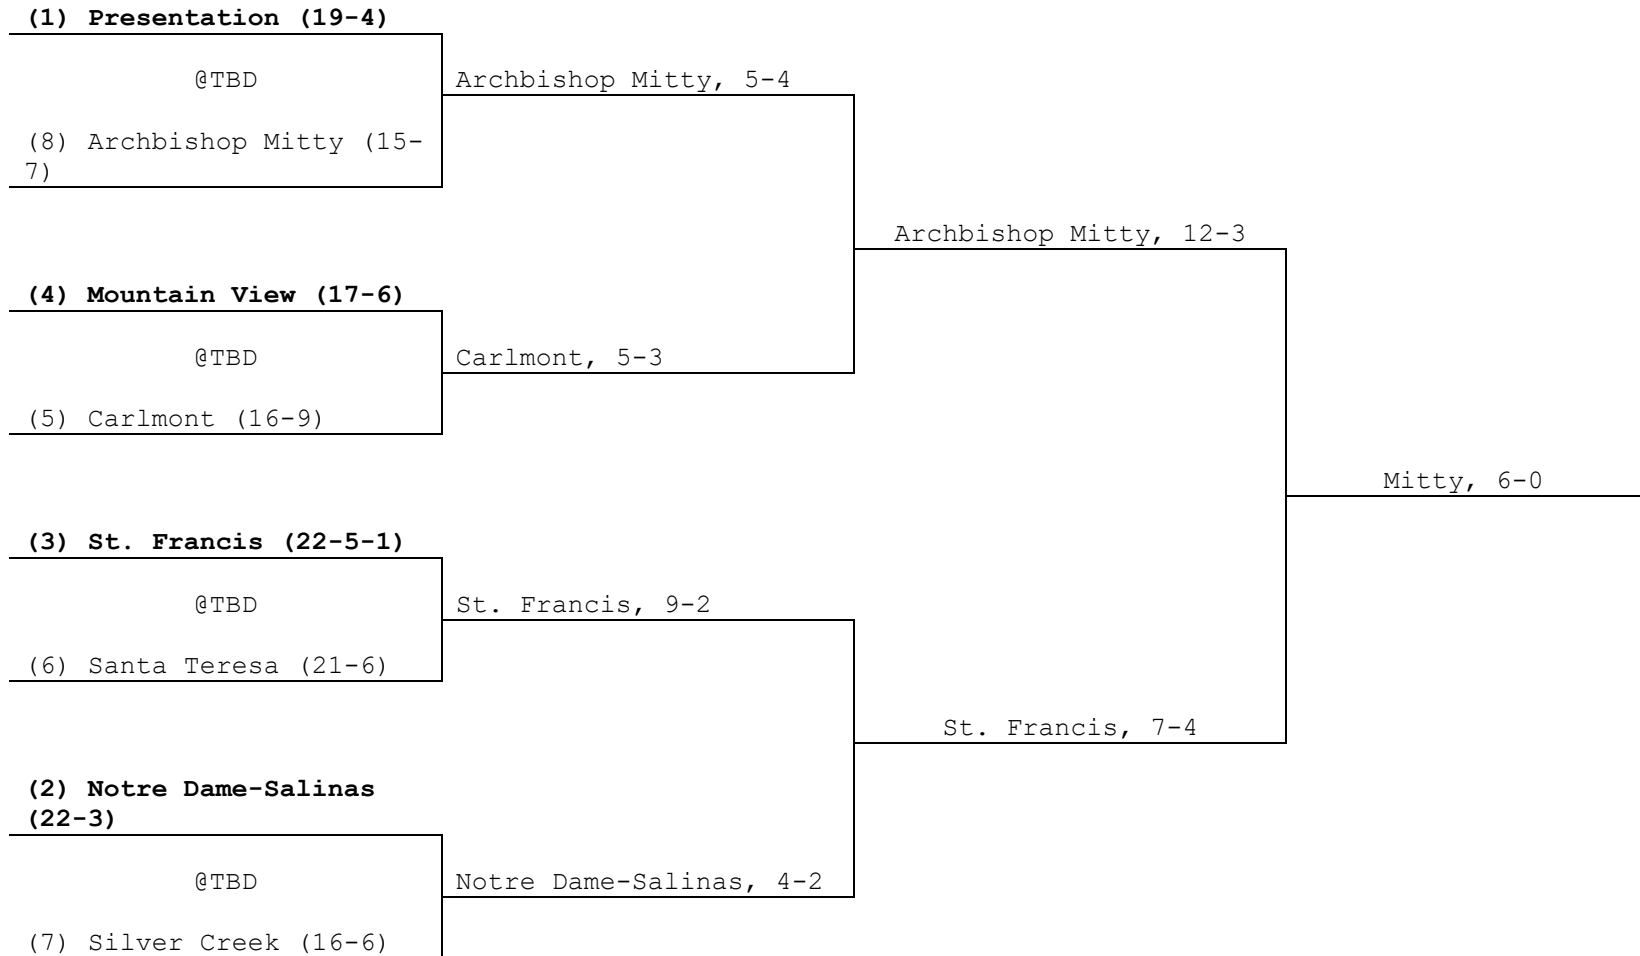 (1) Presentation (19-4)
@TBD
Archbishop Mitty, 5-4
(8) Archbishop Mitty (15-
7)
Archbishop Mitty, 12-3
(4) Mountain View (17-6)
@TBD
Carlmont, 5-3
(5) Carlmont (16-9)
Mitty, 6-0
(3) St. Francis (22-5-1)
@TBD
St. Francis, 9-2
(6) Santa Teresa (21-6)
St. Francis, 7-4
(2) Notre Dame-Salinas
(22-3)
@TBD
Notre Dame-Salinas, 4-2
(7) Silver Creek (16-6)